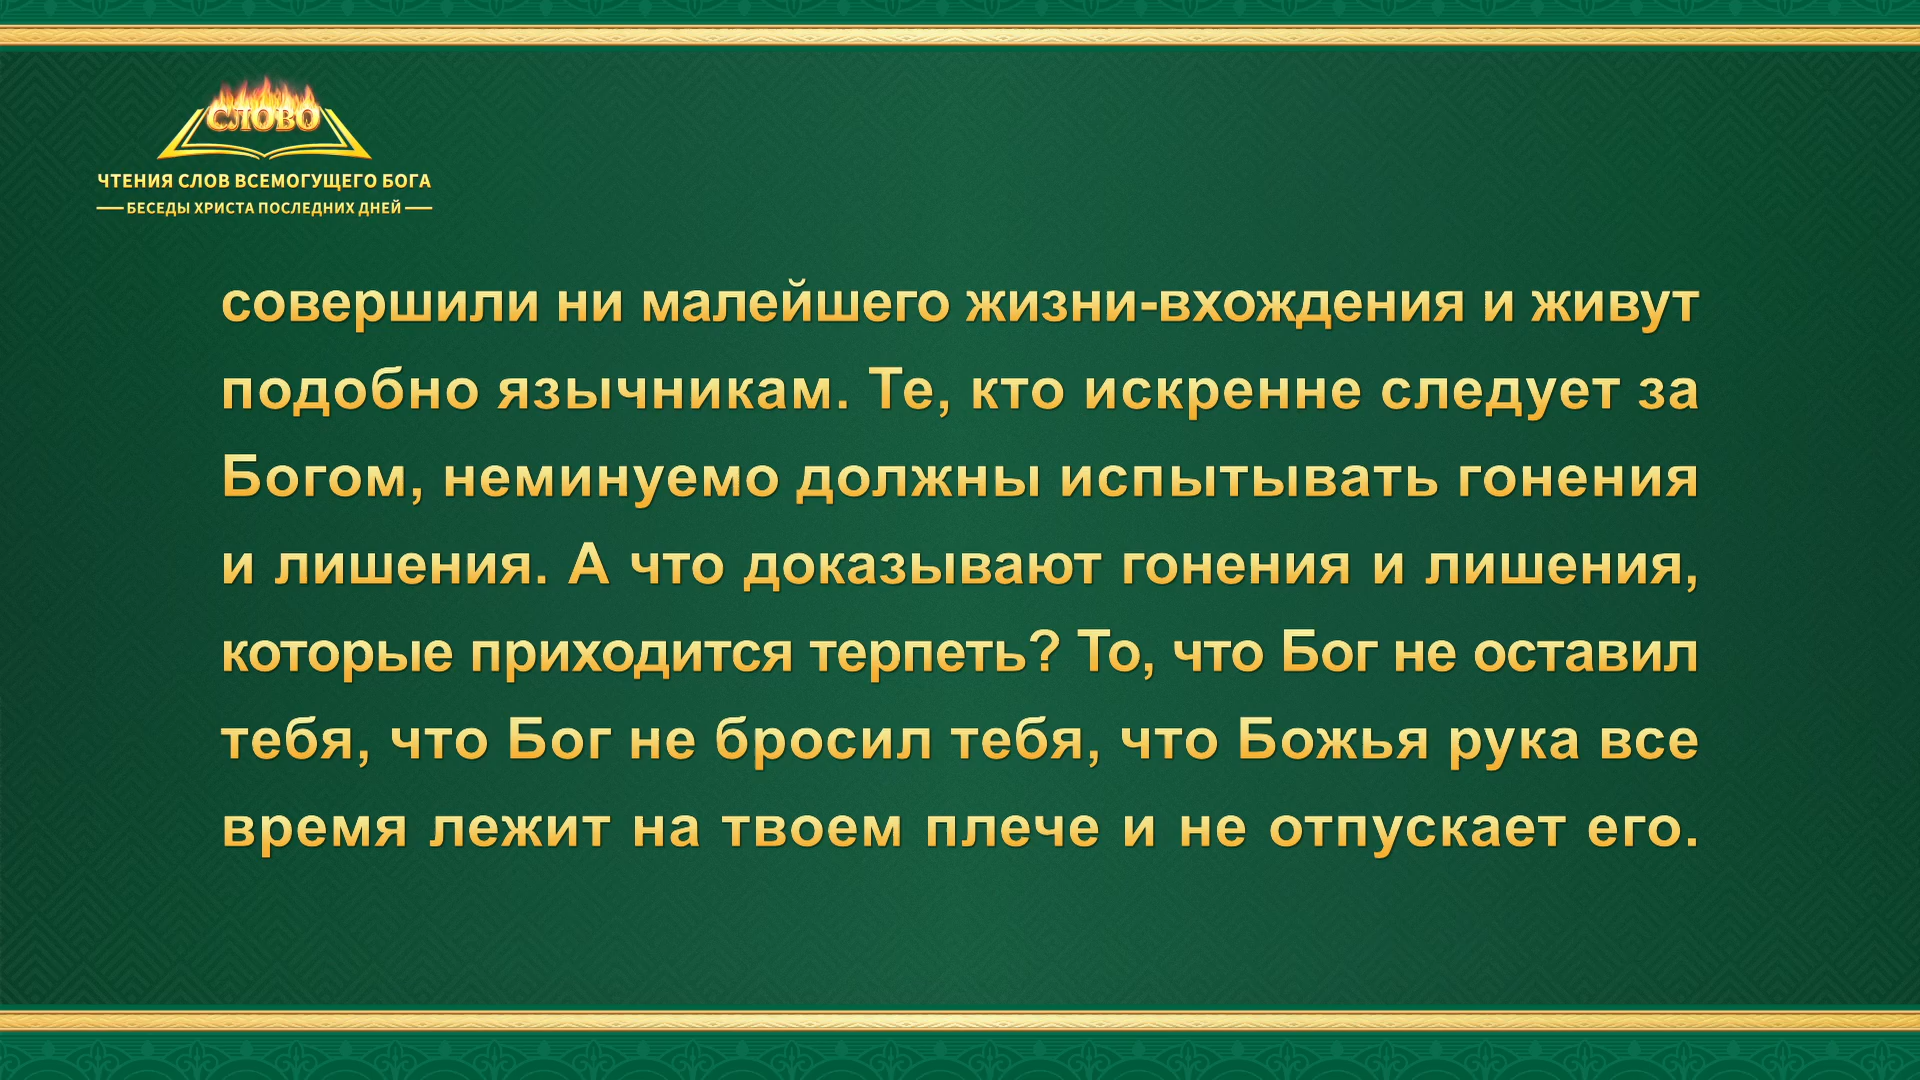 СЛОВО
ЧТЕНИЯ СЛОВ ВСЕМОГУЩЕГО БОГА
БЕСЕДЫ ХРИСТА ПОСЛЕДНИХ ДНЕЙ
совершили ни малейшего жизни-вхождения и живут
подобно язычникам. Те, кто искренне следует за
Богом, неминуемо должны испытывать гонения
и лишения. А что доказывают гонения и лишения,
которые приходится терпеть? То, что Бог не оставил
тебя, что Бог не бросил тебя, что Божья рука все
время лежит на твоем плече и не отпускает его.